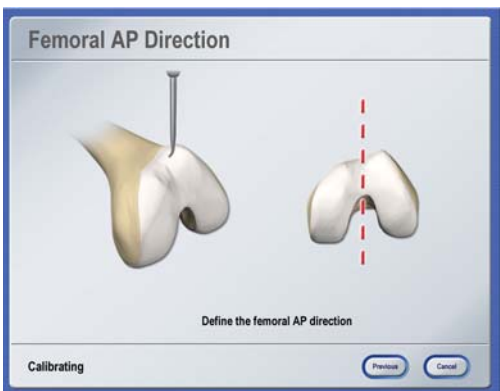 Femoral AP Direction
Define the femoral AP direction
Calibrating
Previous
Cancel